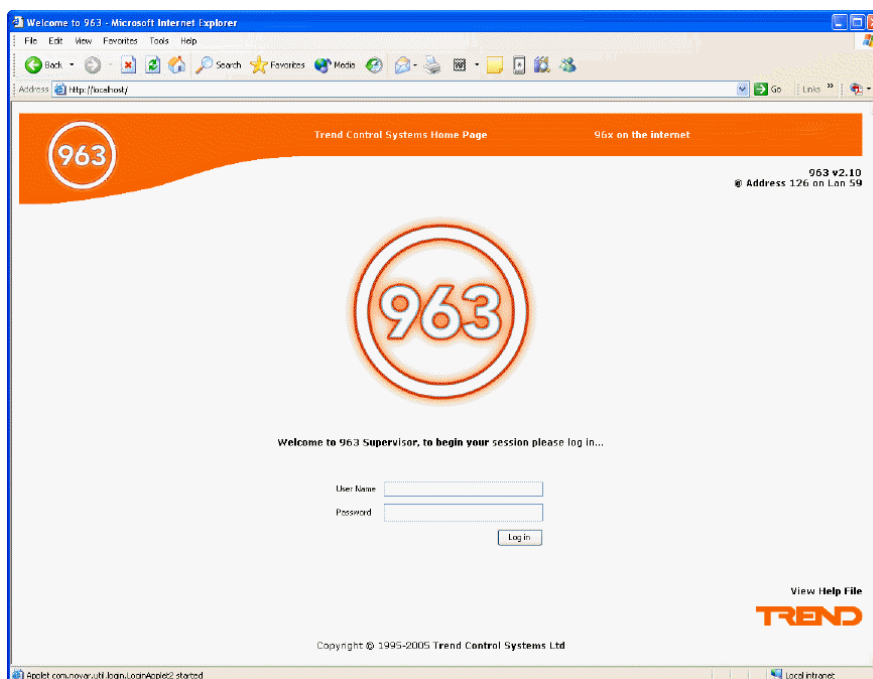 Welcome to 963 - Microsoft Internet Explorer
File Edit View Favorites Tools Help
Back Search Favorites Media
Address http://localhost/ Go Links »
963 Trend Control Systems Home Page 96x on the internet
963 v2.10
@ Address 126 on Lan 59
963
Welcome to 963 Supervisor, to begin your session please log in...
User Name
Password
Log in
View Help File
TREND
Copyright © 1995-2005 Trend Control Systems Ltd
Applet com.novar.util.login.LoginApplet2 started Local intranet